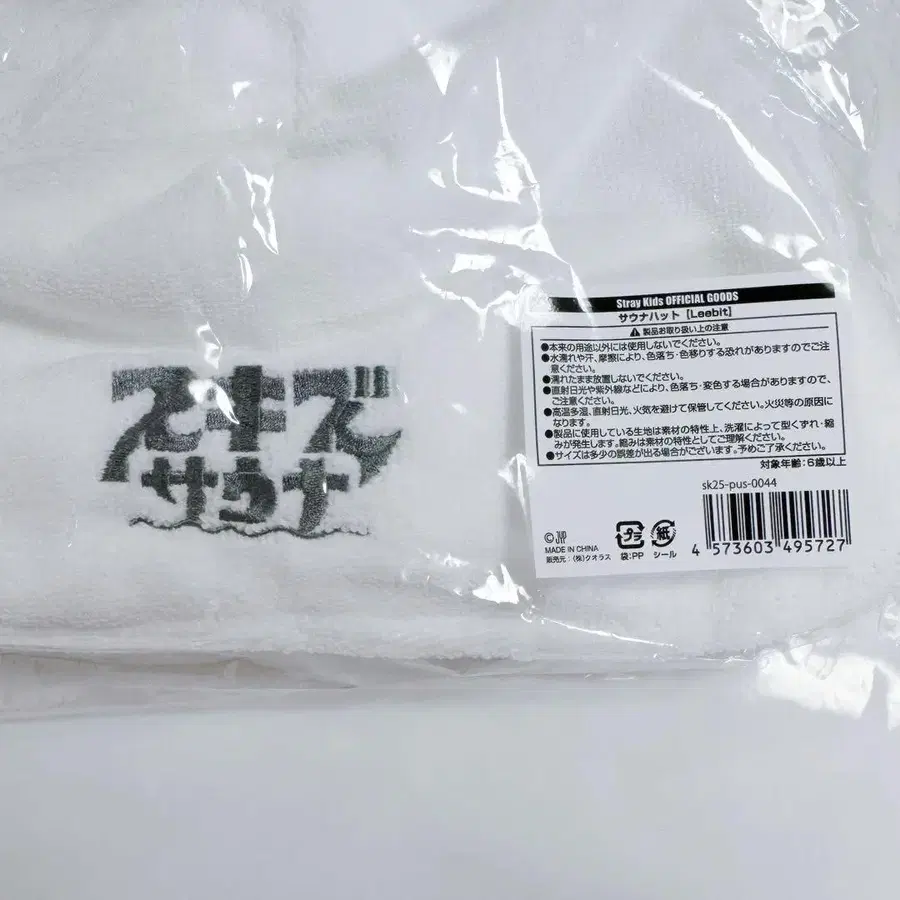 スキズ
サウナ
Stray Kids OFFICIAL GOODS
サウナハット【Leebit】
⚠製品お取り扱い上の注意
●本来の用途以外には使用しないでください。
●水濡れや汗、摩擦により、色落ち・色移りする恐れがありますのでご注
意ください。
●濡れたまま放置しないでください。
●直射日光や紫外線などにより、色落ち・変色する場合がありますので、
ご注意ください。
●高温多湿、直射日光、火気を避けて保管してください。火災等の原因に
なります。
●製品に使用している生地は素材の特性上、洗濯によって型くずれ・縮
みが発生します。縮みは素材の特性としてご理解ください。
●サイズは多少の誤差が出る場合がございます。予めご了承ください。
対象年齢:6歳以上
sk25-pus-0044
©JYP
MADE IN CHINA
販売元:(株)クオラス
プラ
袋:PP
紙
シール
4 573603 495727